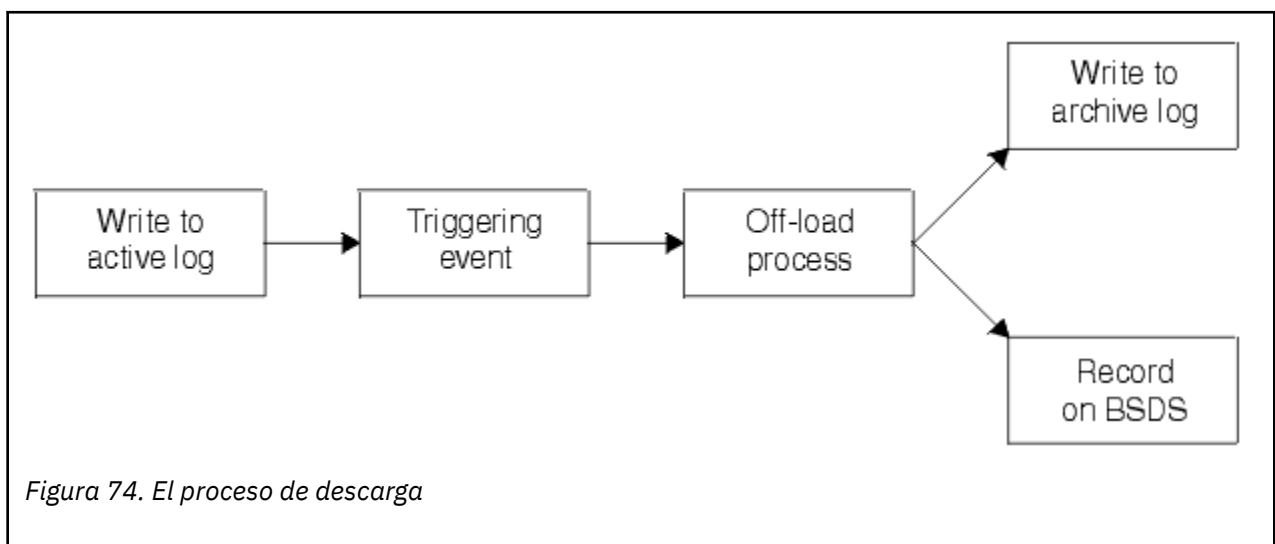 Write to
archive log
Write to
active log
Triggering
event
Off-load
process
Record
on BSDS
Figura 74. El proceso de descarga